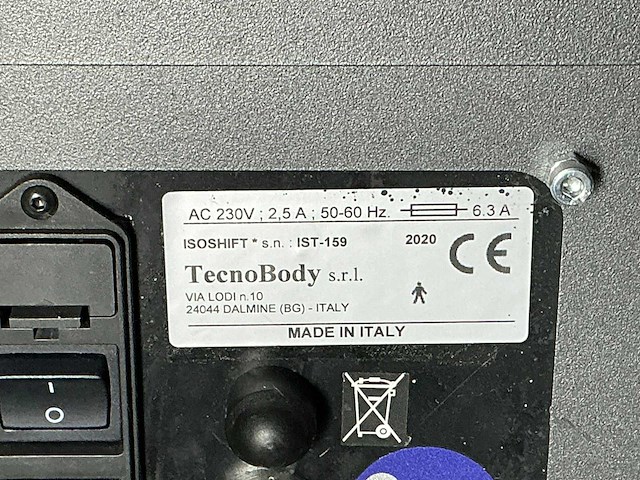 AC 230V ; 2,5 A ; 50-60 Hz. 6.3 A
ISOSHIFT * s.n. : IST-159 2020 CE
TecnoBody s.r.l.
VIA LODI n.10
24044 DALMINE (BG) - ITALY
MADE IN ITALY
I
O